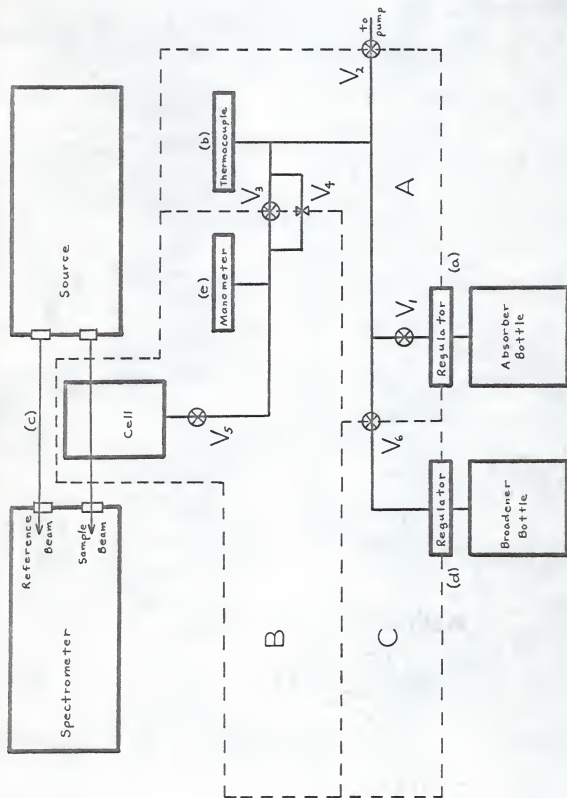 Source
Spectrometer
Reference
Beam
Sample
Beam
(c)
Cell
V5
(e)
Manometer
(b)
Thermocouple
V3
V4
to
pump
V2
A
B
C
V1
V6
(a)
Regulator
Absorber
Bottle
(d)
Regulator
Broadener
Bottle